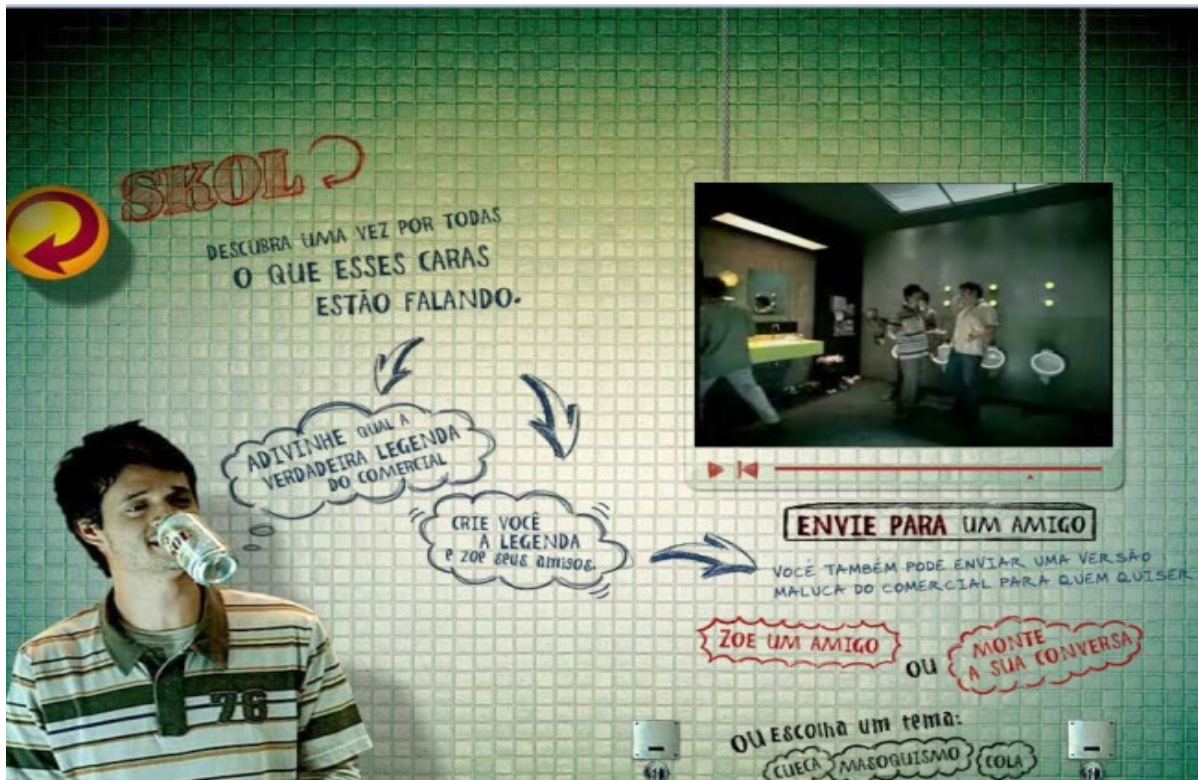 SKOL
DESCUBRA UMA VEZ POR TODAS
O QUE ESSES CARAS
ESTÃO FALANDO.
ADIVINHE QUAL A
VERDADEIRA LEGENDA
DO COMERCIAL
CRIE VOCÊ
A LEGENDA
e zoe seus amigos.
76
ENVIE PARA UM AMIGO
VOCÊ TAMBÉM PODE ENVIAR UMA VERSÃO
MALUCA DO COMERCIAL PARA QUEM QUISER
ZOE UM AMIGO
OU
MONTE
A SUA CONVERSA
OU ESCOLHA UM TEMA:
CUECA
MASOQUISMO
COLA